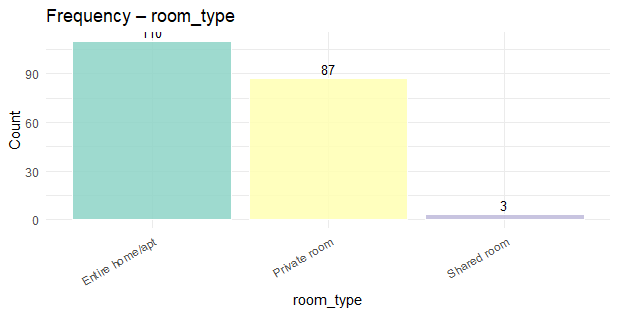 Frequency – room_type
110
87
3
90
60
30
0
Count
Entire home/apt
Private room
Shared room
room_type